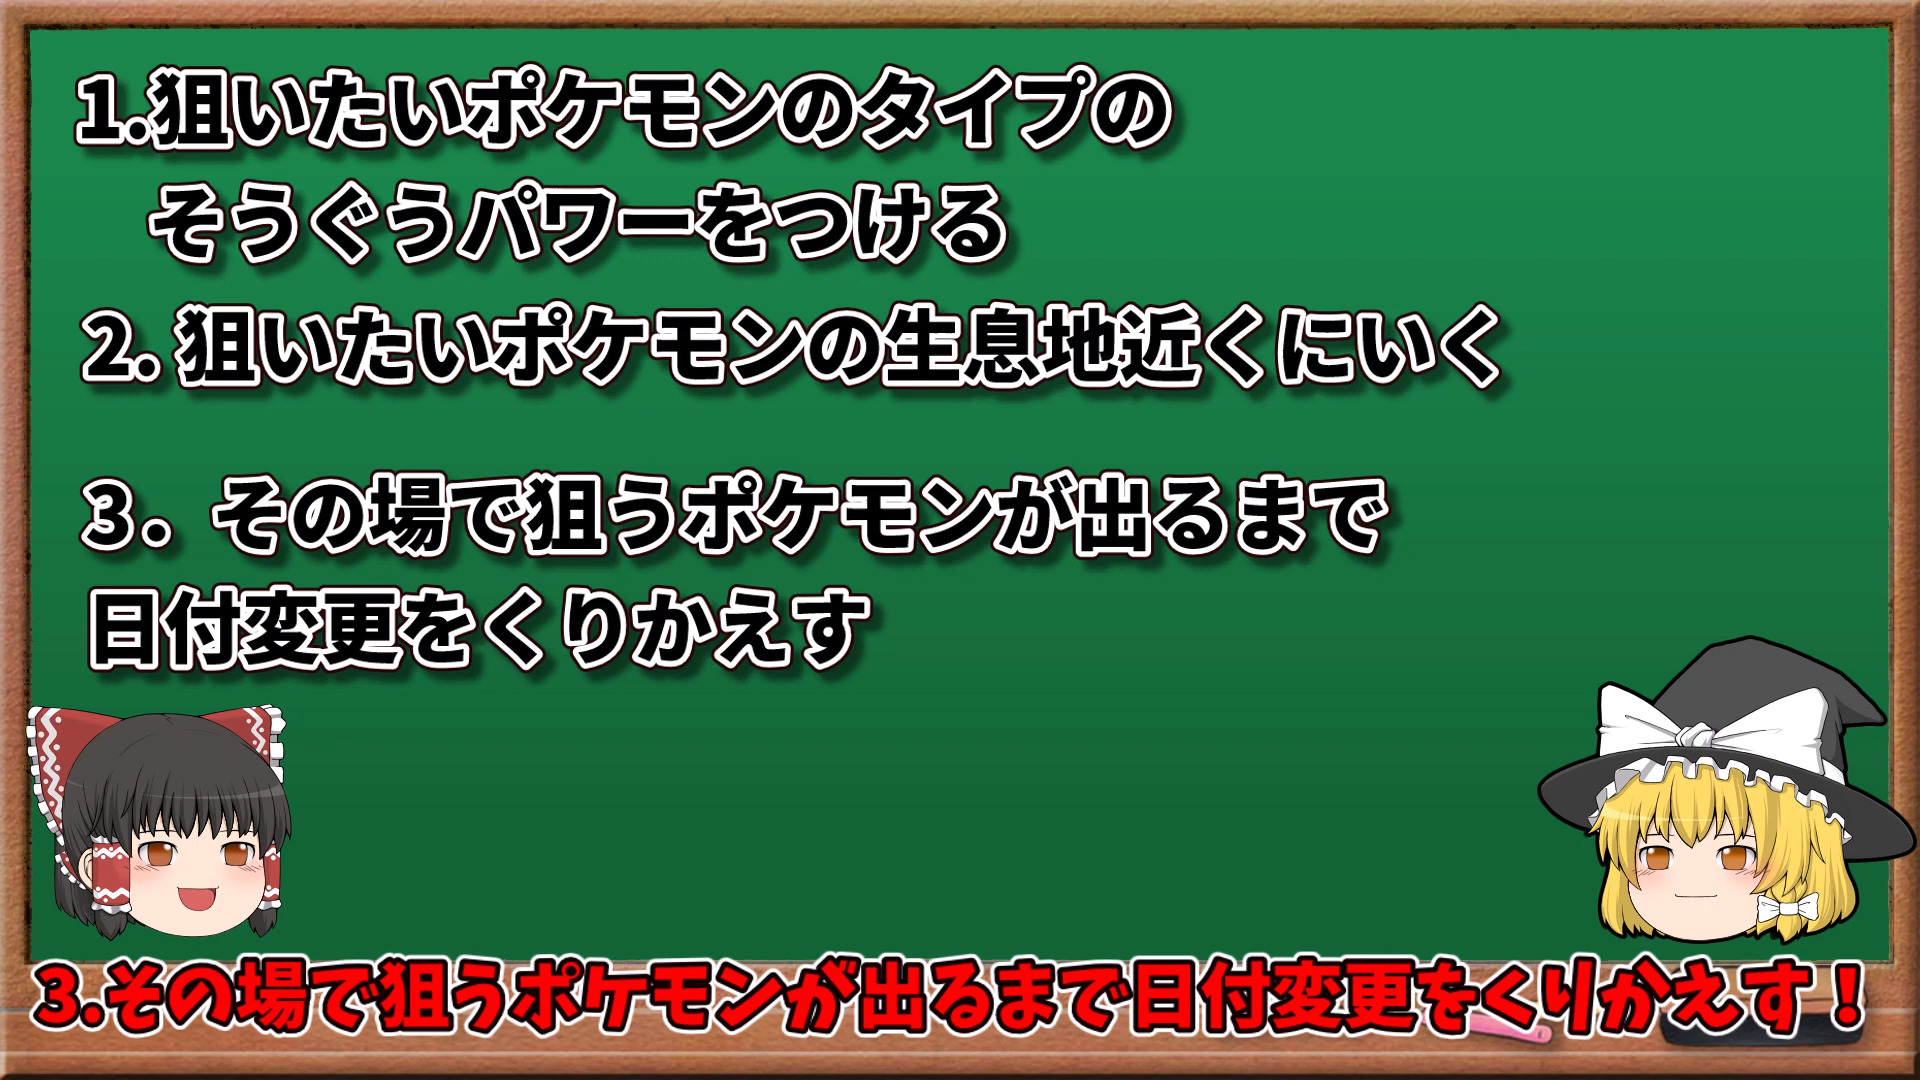 1.狙いたいポケモンのタイプの
そうぐうパワーをつける
2. 狙いたいポケモンの生息地近くにいく
3．その場で狙うポケモンが出るまで
日付変更をくりかえす
3.その場で狙うポケモンが出るまで日付変更をくりかえす！